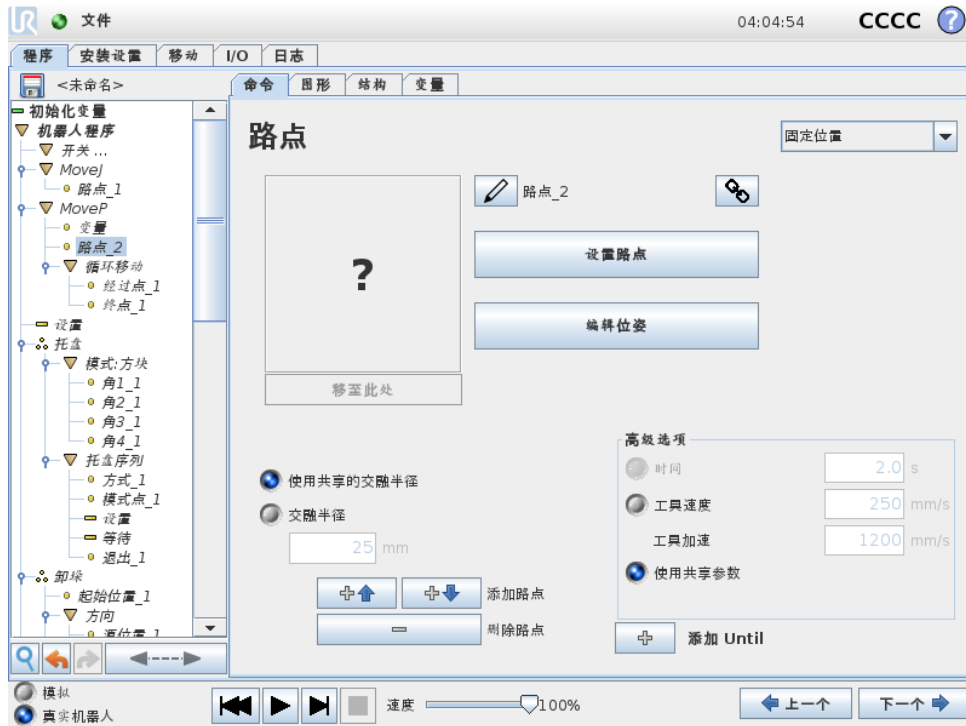 UR 文件 04:04:54 CCCC ?
程序 安装设置 移动 I/O 日志
<未命名> 命令 图形 结构 变量
初始化变量
机器人程序
开关 ...
MoveJ
路点_1
MoveP
变量
路点_2
循环移动
经过点_1
终点_1
设置
托盘
模式:方块
角1_1
角2_1
角3_1
角4_1
托盘序列
方式_1
模式点_1
设置
等待
退出_1
卸垛
起始位置_1
方向
源位置_1
路点 固定位置
路点_2
?
设置路点
编辑位姿
移至此处
使用共享的交融半径
交融半径
25 mm
添加路点
删除路点
高级选项
时间 2.0 s
工具速度 250 mm/s
工具加速 1200 mm/s
使用共享参数
添加 Until
模拟
真实机器人
速度 100%
上一个 下一个